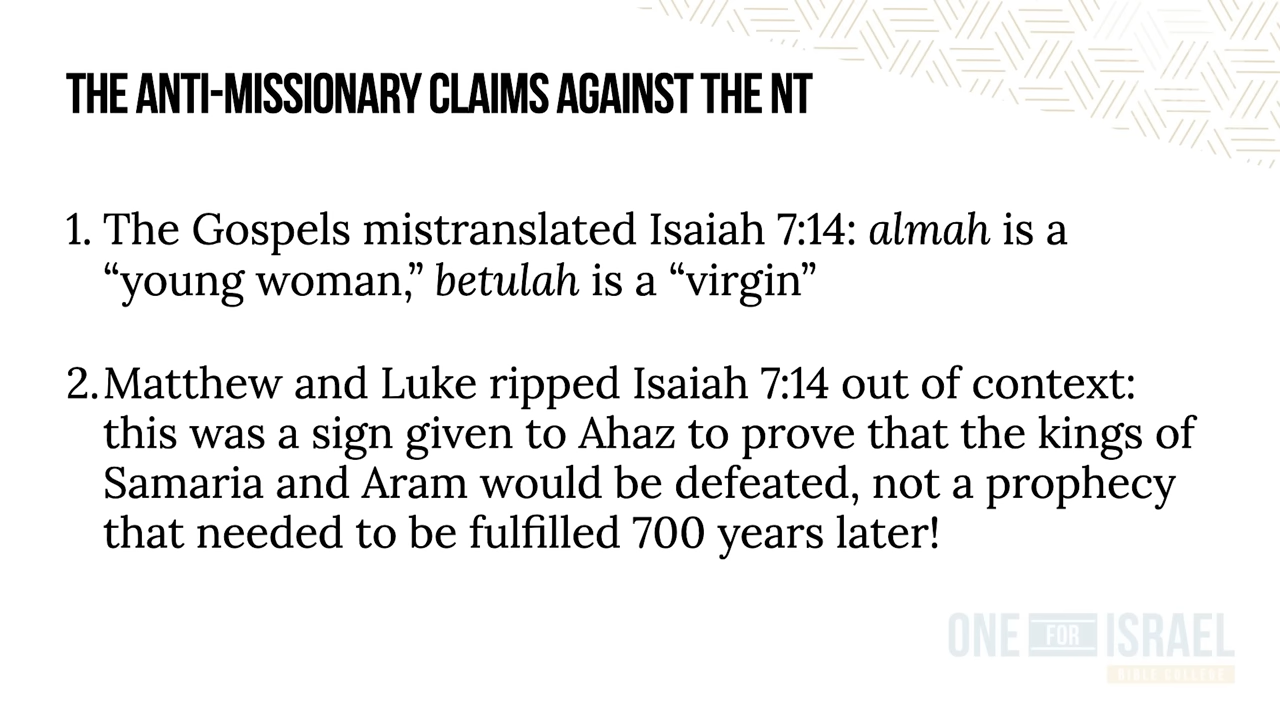 THE ANTI-MISSIONARY CLAIMS AGAINST THE NT
1. The Gospels mistranslated Isaiah 7:14: almah is a
“young woman,” betulah is a “virgin”
2. Matthew and Luke ripped Isaiah 7:14 out of context:
this was a sign given to Ahaz to prove that the kings of
Samaria and Aram would be defeated, not a prophecy
that needed to be fulfilled 700 years later!
ONE FOR ISRAEL
BIBLE COLLEGE